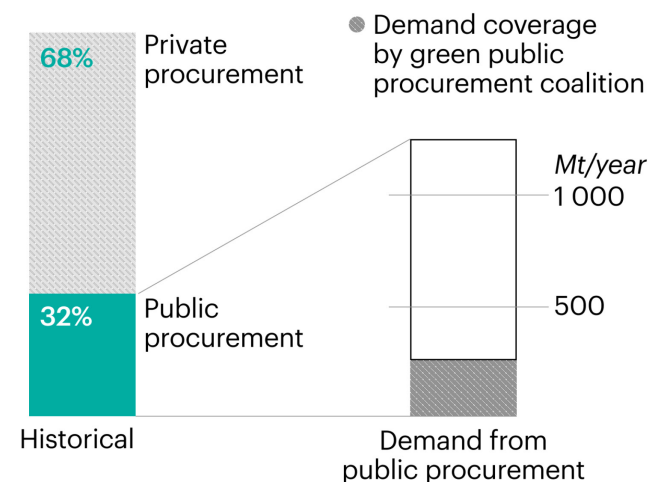 68%
Private
procurement
32%
Public
procurement
Historical
Demand coverage
by green public
procurement coalition
Mt/year
1 000
500
Demand from
public procurement